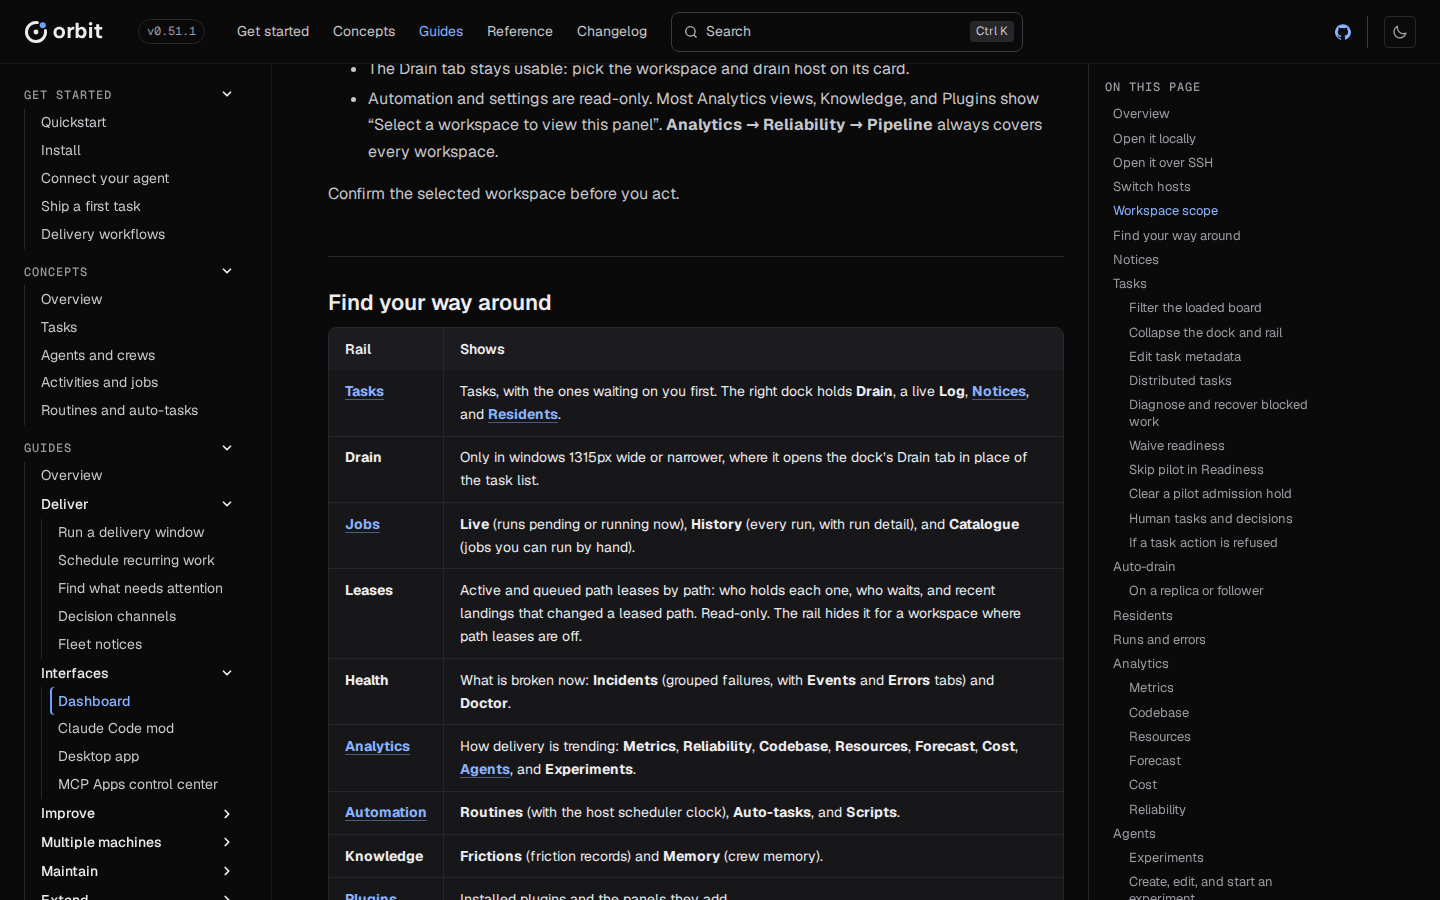 orbit
v0.51.1
Get started
Concepts
Guides
Reference
Changelog
Search
Ctrl K
GET STARTED
Quickstart
Install
Connect your agent
Ship a first task
Delivery workflows
CONCEPTS
Overview
Tasks
Agents and crews
Activities and jobs
Routines and auto-tasks
GUIDES
Overview
Deliver
Run a delivery window
Schedule recurring work
Find what needs attention
Decision channels
Fleet notices
Interfaces
Dashboard
Claude Code mod
Desktop app
MCP Apps control center
Improve
Multiple machines
Maintain
Extend
• The Drain tab stays usable: pick the workspace and drain host on its card.
• Automation and settings are read-only. Most Analytics views, Knowledge, and Plugins show
“Select a workspace to view this panel”. Analytics → Reliability → Pipeline always covers
every workspace.
Confirm the selected workspace before you act.
Find your way around
Rail
Shows
Tasks
Tasks, with the ones waiting on you first. The right dock holds Drain, a live Log, Notices,
and Residents.
Drain
Only in windows 1315px wide or narrower, where it opens the dock’s Drain tab in place of
the task list.
Jobs
Live (runs pending or running now), History (every run, with run detail), and Catalogue
(jobs you can run by hand).
Leases
Active and queued path leases by path: who holds each one, who waits, and recent
landings that changed a leased path. Read-only. The rail hides it for a workspace where
path leases are off.
Health
What is broken now: Incidents (grouped failures, with Events and Errors tabs) and
Doctor.
Analytics
How delivery is trending: Metrics, Reliability, Codebase, Resources, Forecast, Cost,
Agents, and Experiments.
Automation
Routines (with the host scheduler clock), Auto-tasks, and Scripts.
Knowledge
Frictions (friction records) and Memory (crew memory).
Plugins
Installed plugins and the panels they add.
ON THIS PAGE
Overview
Open it locally
Open it over SSH
Switch hosts
Workspace scope
Find your way around
Notices
Tasks
Filter the loaded board
Collapse the dock and rail
Edit task metadata
Distributed tasks
Diagnose and recover blocked
work
Waive readiness
Skip pilot in Readiness
Clear a pilot admission hold
Human tasks and decisions
If a task action is refused
Auto-drain
On a replica or follower
Residents
Runs and errors
Analytics
Metrics
Codebase
Resources
Forecast
Cost
Reliability
Agents
Experiments
Create, edit, and start an
experiment